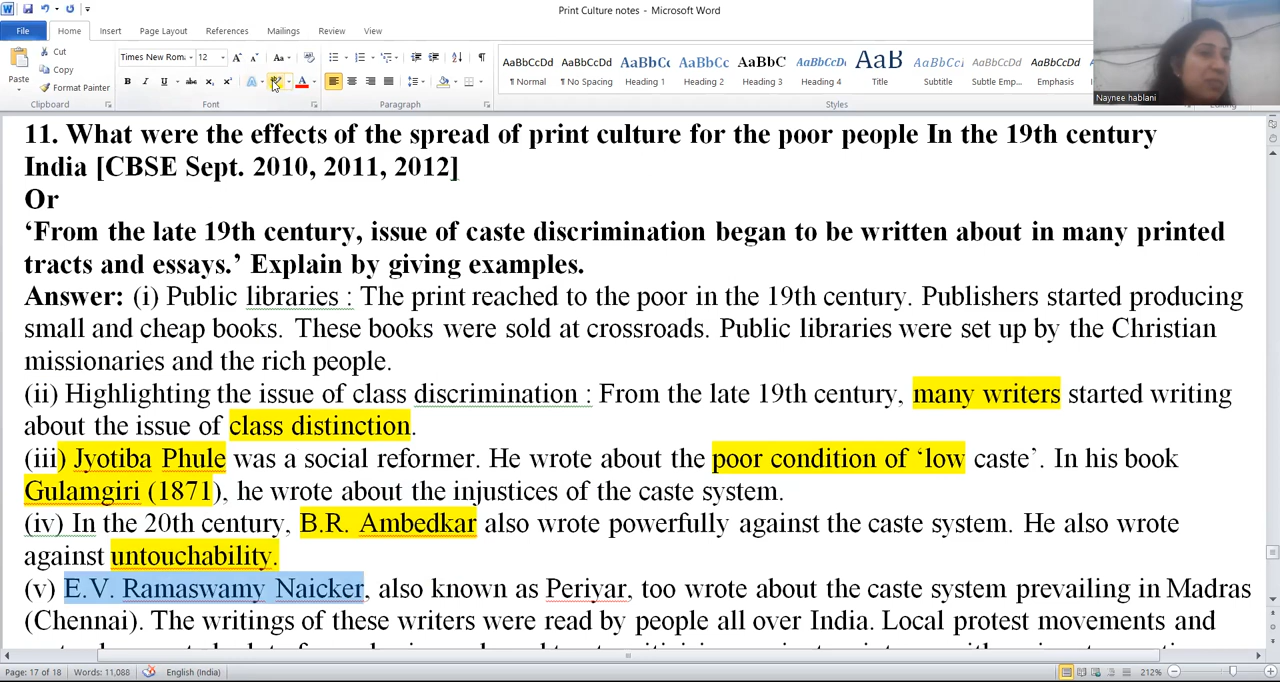 Print Culture notes - Microsoft Word
File Home Insert Page Layout References Mailings Review View
Cut
Copy
Format Painter
Paste
Clipboard
Times New Rom 12
Font
Paragraph
AaBbCcDd AaBbCcDd AaBbCc AaBbCc AaBbC AaBbCcDc AaB AaBbCcD AaBbCcDd AaBbCcDd
¶ Normal ¶ No Spacing Heading 1 Heading 2 Heading 3 Heading 4 Title Subtitle Subtle Emp... Emphasis
Styles
Naynee hablani
11. What were the effects of the spread of print culture for the poor people In the 19th century
India [CBSE Sept. 2010, 2011, 2012]
Or
‘From the late 19th century, issue of caste discrimination began to be written about in many printed
tracts and essays.’ Explain by giving examples.
Answer: (i) Public libraries : The print reached to the poor in the 19th century. Publishers started producing
small and cheap books. These books were sold at crossroads. Public libraries were set up by the Christian
missionaries and the rich people.
(ii) Highlighting the issue of class discrimination : From the late 19th century, many writers started writing
about the issue of class distinction.
(iii) Jyotiba Phule was a social reformer. He wrote about the poor condition of ‘low caste’. In his book
Gulamgiri (1871), he wrote about the injustices of the caste system.
(iv) In the 20th century, B.R. Ambedkar also wrote powerfully against the caste system. He also wrote
against untouchability.
(v) E.V. Ramaswamy Naicker, also known as Periyar, too wrote about the caste system prevailing in Madras
(Chennai). The writings of these writers were read by people all over India. Local protest movements and
Page: 17 of 18 Words: 11,088 English (India) 212%